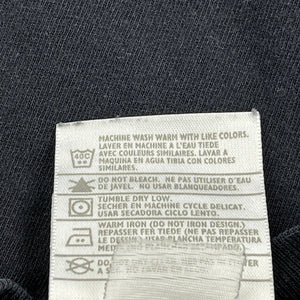 MACHINE WASH WARM WITH LIKE COLORS.
LAVER EN MACHINE A L'EAU TIEDE
AVEC COULEURS SIMILAIRES. LAVAR A
MAQUINA EN AGUA TIBIA CON COLORES
SIMILARES.
40C
DO NOT BLEACH. NE PAS UTILISER D'EAU
DE JAVEL. NO USAR BLANQUEADORES.
TUMBLE DRY LOW.
SECHER EN MACHINE CYCLE DELICAT.
USAR SECADORA CICLO LENTO.
WARM IRON (DO NOT IRON DESIGN.)
REPASSER TIEDE (NE PAS REPASSER
LE DESSIN.) USAR PLANCHA TEMPERATURA